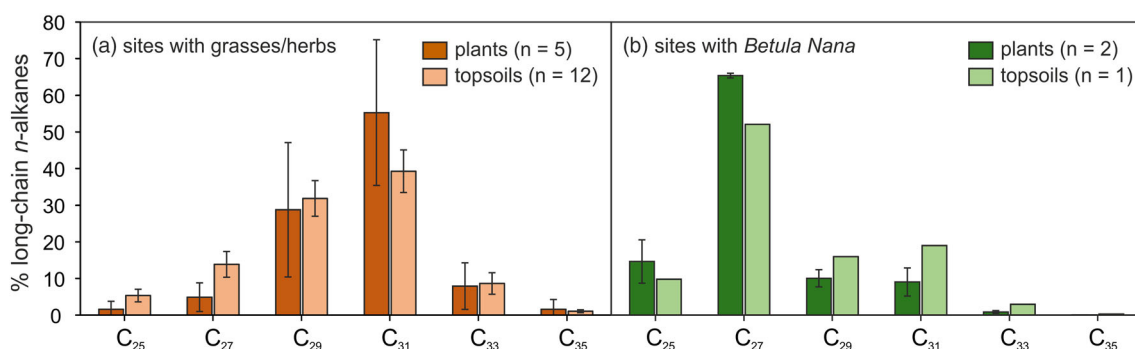 % long-chain n-alkanes
80
70
60
50
40
30
20
10
0
(a) sites with grasses/herbs
plants (n = 5)
topsoils (n = 12)
C25 C27 C29 C31 C33 C35
(b) sites with Betula Nana
plants (n = 2)
topsoils (n = 1)
C25 C27 C29 C31 C33 C35